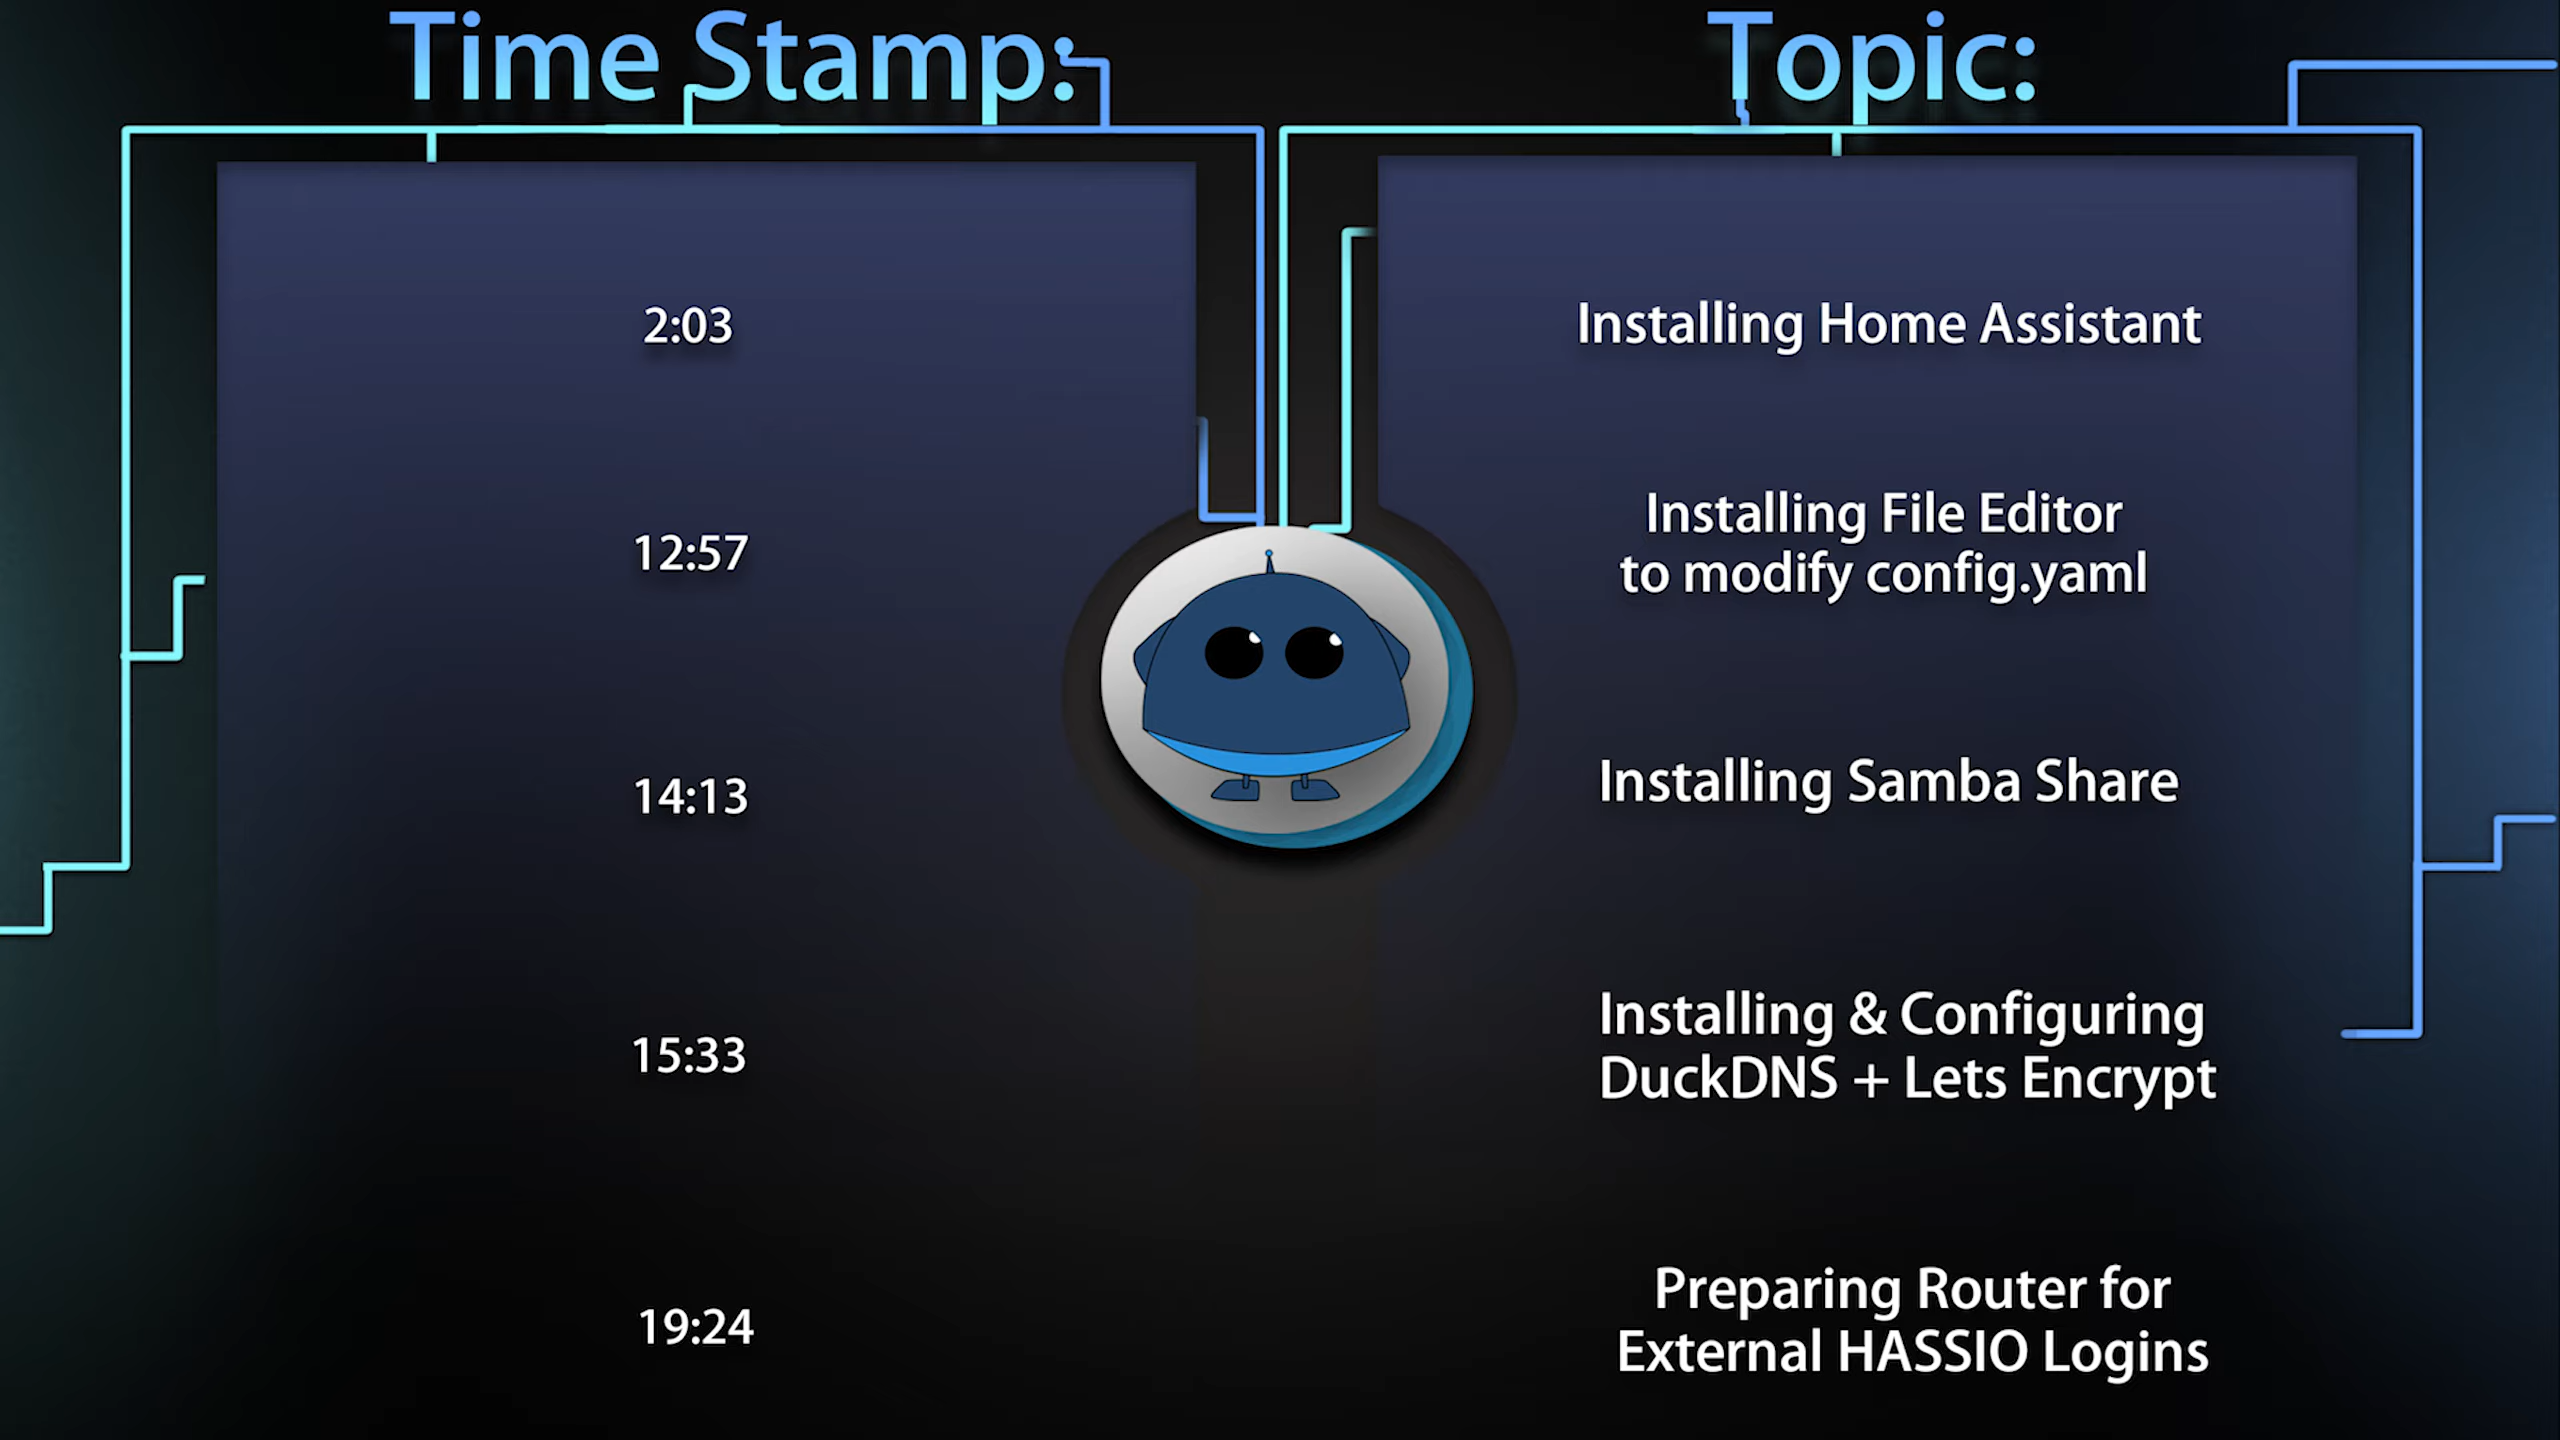 Time Stamp:
Topic:
2:03
Installing Home Assistant
12:57
Installing File Editor
to modify config.yaml
14:13
Installing Samba Share
15:33
Installing & Configuring
DuckDNS + Lets Encrypt
19:24
Preparing Router for
External HASSIO Logins